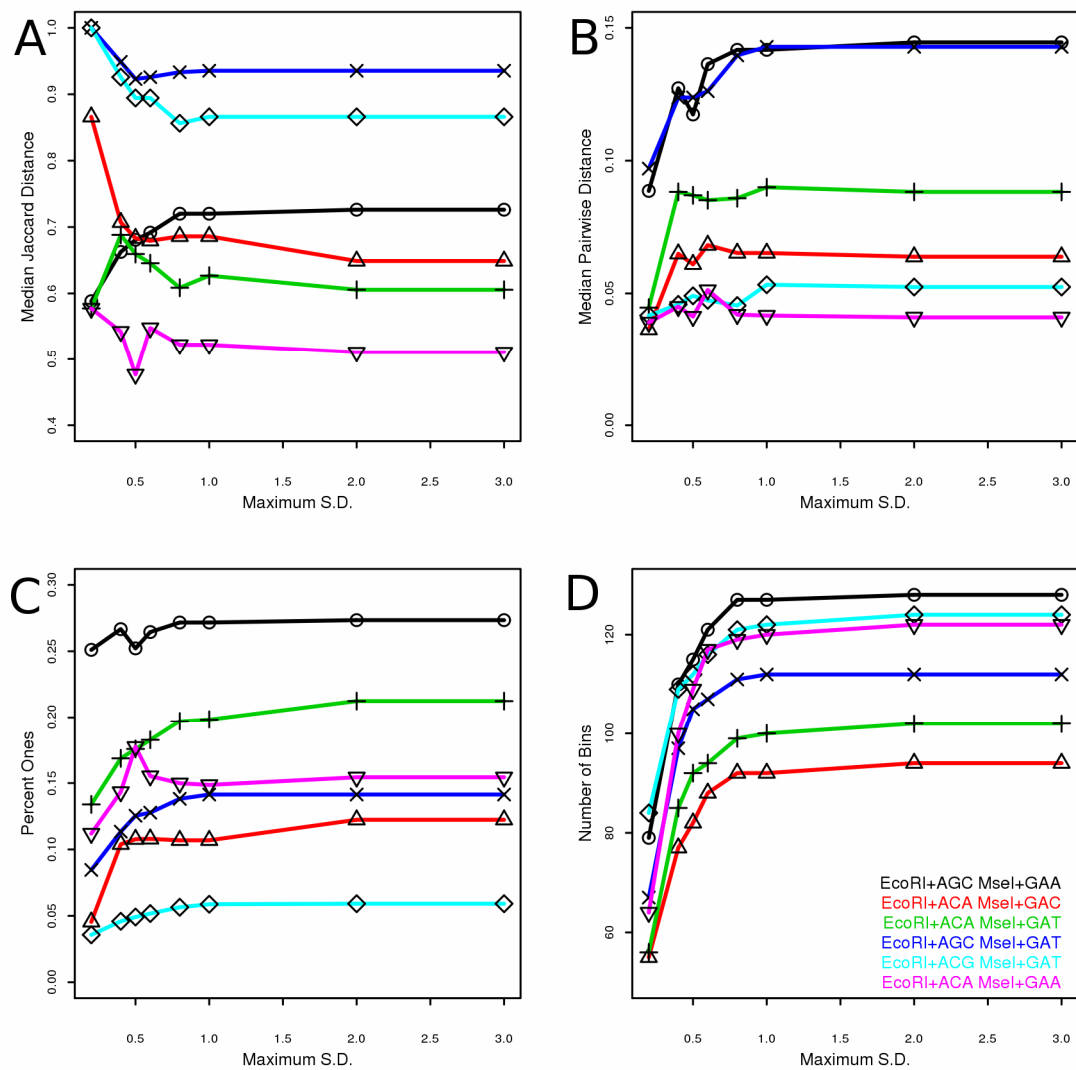 A
Median Jaccard Distance
1.0
0.9
0.8
0.7
0.6
0.5
0.4
0.5 1.0 1.5 2.0 2.5 3.0
Maximum S.D.
B
Median Pairwise Distance
0.15
0.10
0.05
0.00
0.5 1.0 1.5 2.0 2.5 3.0
Maximum S.D.
C
Percent Ones
0.30
0.25
0.20
0.15
0.10
0.05
0.00
0.5 1.0 1.5 2.0 2.5 3.0
Maximum S.D.
D
Number of Bins
120
100
80
60
EcoRI+AGC MseI+GAA
EcoRI+ACA MseI+GAC
EcoRI+ACA MseI+GAT
EcoRI+AGC MseI+GAT
EcoRI+ACG MseI+GAT
EcoRI+ACA MseI+GAA
0.5 1.0 1.5 2.0 2.5 3.0
Maximum S.D.